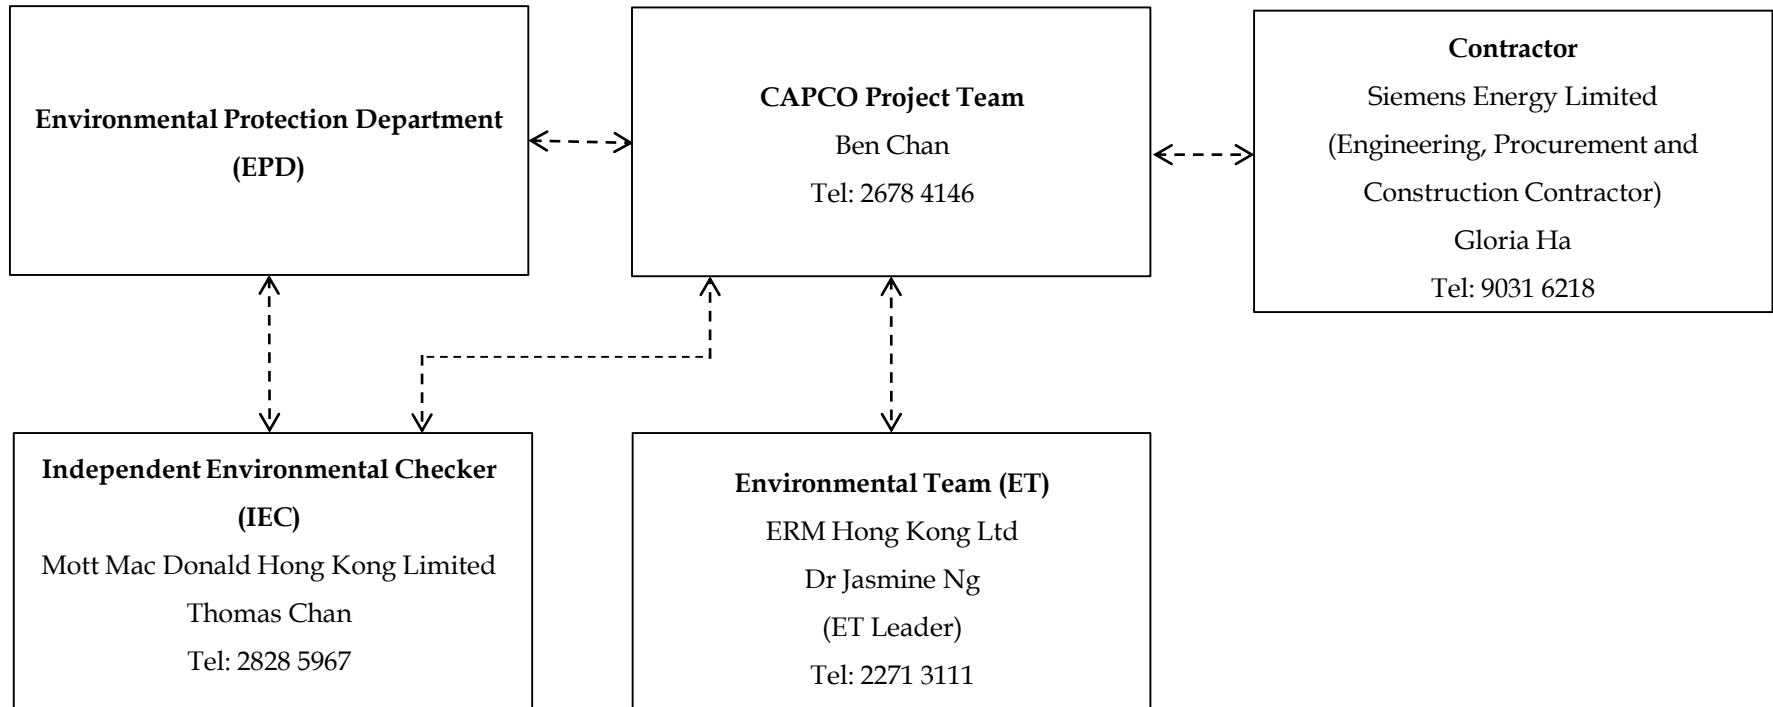 Environmental Protection Department
(EPD)
CAPCO Project Team
Ben Chan
Tel: 2678 4146
Contractor
Siemens Energy Limited
(Engineering, Procurement and
Construction Contractor)
Gloria Ha
Tel: 9031 6218
Independent Environmental Checker
(IEC)
Mott Mac Donald Hong Kong Limited
Thomas Chan
Tel: 2828 5967
Environmental Team (ET)
ERM Hong Kong Ltd
Dr Jasmine Ng
(ET Leader)
Tel: 2271 3111